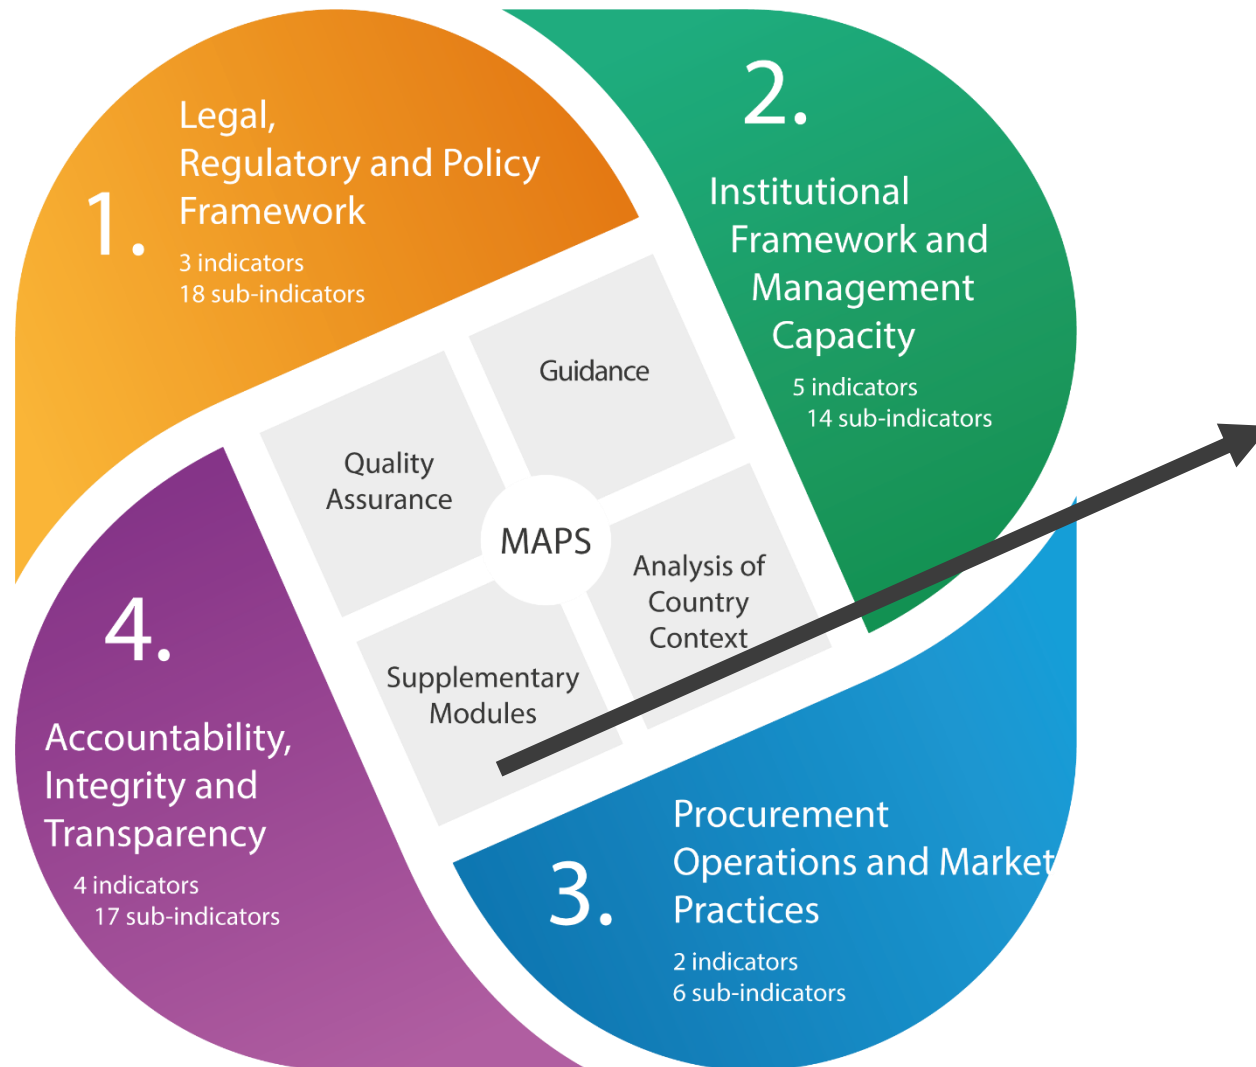 1.
Legal,
Regulatory and Policy
Framework
3 indicators
18 sub-indicators
2.
Institutional
Framework and
Management
Capacity
5 indicators
14 sub-indicators
Guidance
Quality
Assurance
MAPS
Analysis of
Country
Context
Supplementary
Modules
4.
Accountability,
Integrity and
Transparency
4 indicators
17 sub-indicators
3.
Procurement
Operations and Market
Practices
2 indicators
6 sub-indicators